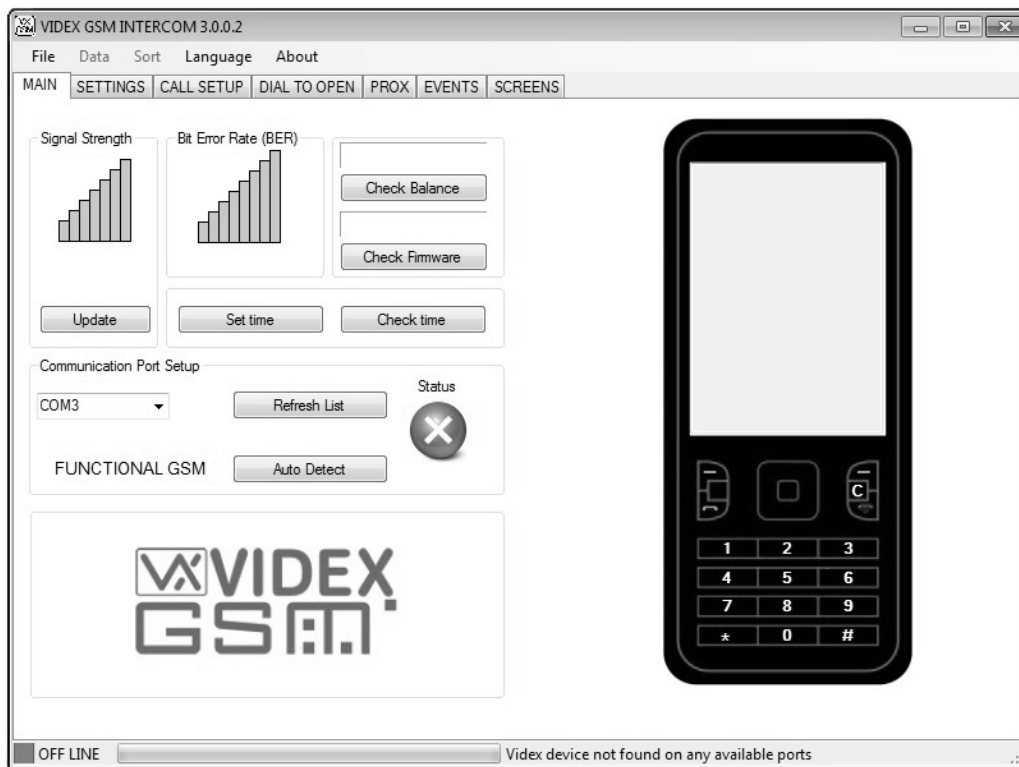 VIDEX GSM INTERCOM 3.0.0.2
File Data Sort Language About
MAIN SETTINGS CALL SETUP DIAL TO OPEN PROX EVENTS SCREENS
Signal Strength
Bit Error Rate (BER)
Check Balance
Check Firmware
Update
Set time
Check time
Communication Port Setup
COM3
Refresh List
Status
FUNCTIONAL GSM
Auto Detect
VIDEX
GSM
C
1 2 3
4 5 6
7 8 9
* 0 #
OFF LINE
Videx device not found on any available ports